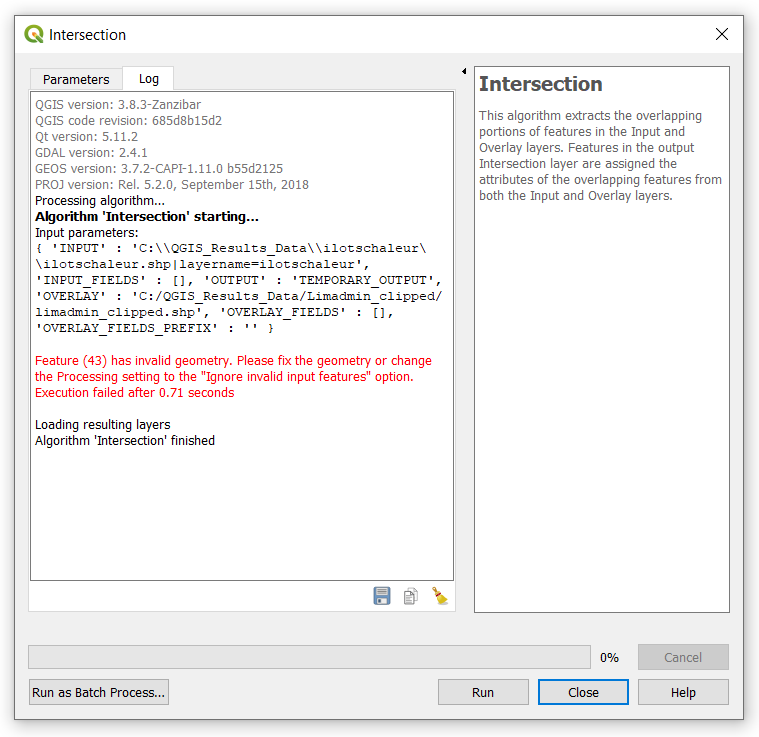 Intersection
Parameters
Log
QGIS version: 3.8.3-Zanzibar
QGIS code revision: 685d8b15d2
Qt version: 5.11.2
GDAL version: 2.4.1
GEOS version: 3.7.2-CAPI-1.11.0 b55d2125
PROJ version: Rel. 5.2.0, September 15th, 2018
Processing algorithm...
Algorithm 'Intersection' starting...
Input parameters:
{ 'INPUT' : 'C:\\QGIS_Results_Data\\ilotschaleur\
\ilotschaleur.shp|layername=ilotschaleur',
'INPUT_FIELDS' : [], 'OUTPUT' : 'TEMPORARY_OUTPUT',
'OVERLAY' : 'C:/QGIS_Results_Data/Limadmin_clipped/
limadmin_clipped.shp', 'OVERLAY_FIELDS' : [],
'OVERLAY_FIELDS_PREFIX' : '' }
Feature (43) has invalid geometry. Please fix the geometry or change
the Processing setting to the "Ignore invalid input features" option.
Execution failed after 0.71 seconds
Loading resulting layers
Algorithm 'Intersection' finished
Intersection
This algorithm extracts the overlapping
portions of features in the Input and
Overlay layers. Features in the output
Intersection layer are assigned the
attributes of the overlapping features from
both the Input and Overlay layers.
0%
Cancel
Run as Batch Process...
Run
Close
Help